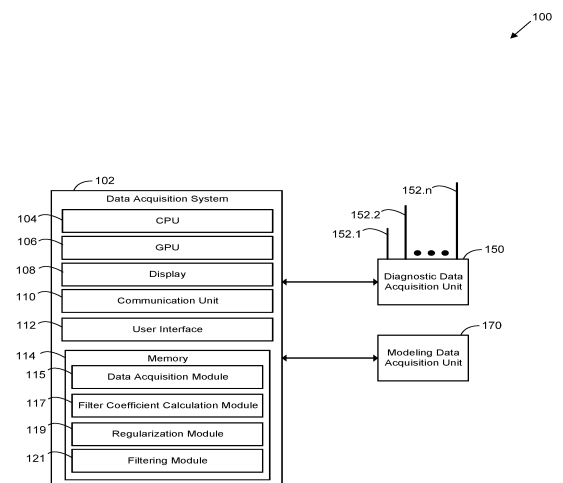 100
102
Data Acquisition System
104
CPU
106
GPU
108
Display
110
Communication Unit
112
User Interface
114
Memory
115
Data Acquisition Module
117
Filter Coefficient Calculation Module
119
Regularization Module
121
Filtering Module
152.1
152.2
152.n
150
Diagnostic Data
Acquisition Unit
170
Modeling Data
Acquisition Unit